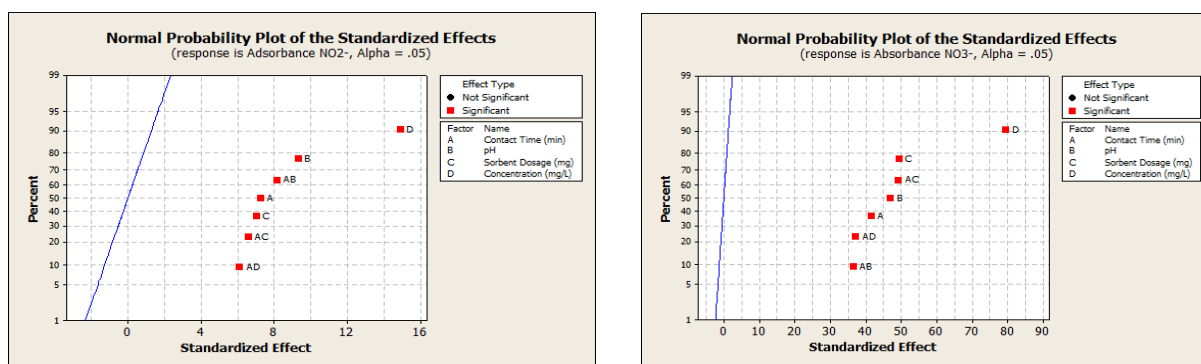 Normal Probability Plot of the Standardized Effects
(response is Adsorbance NO2-, Alpha = .05)
99
95
90
80
70
60
50
40
30
20
10
5
1
Percent
D
B
AB
A
C
AC
AD
0 4 8 12 16
Standardized Effect
Effect Type
Not Significant
Significant
Factor Name
A Contact Time (min)
B pH
C Sorbent Dosage (mg)
D Concentration (mg/L)
Normal Probability Plot of the Standardized Effects
(response is Absorbance NO3-, Alpha = .05)
99
95
90
80
70
60
50
40
30
20
10
5
1
Percent
D
C
AC
B
A
AD
AB
0 10 20 30 40 50 60 70 80 90
Standardized Effect
Effect Type
Not Significant
Significant
Factor Name
A Contact Time (min)
B pH
C Sorbent Dosage (mg)
D Concentration (mg/L)